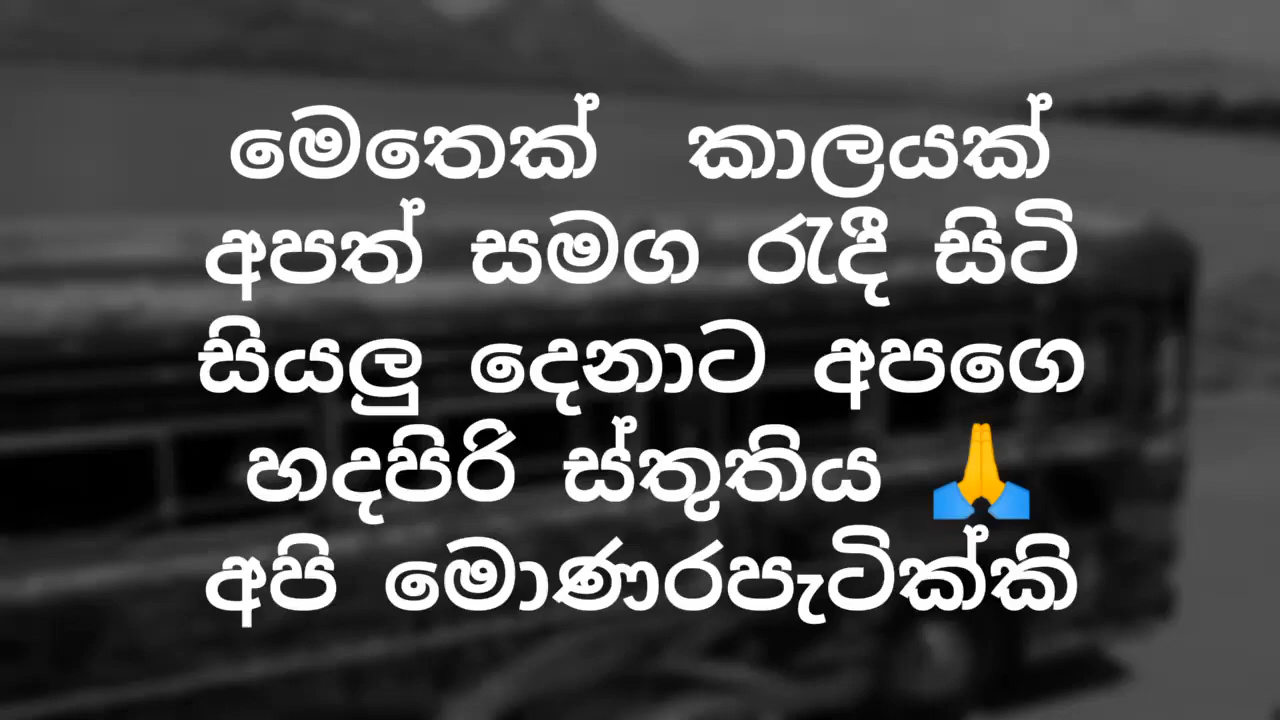 මෙතෙක් කාලයක්
අපත් සමග රැදී සිටි
සියලු දෙනාට අපගෙ
හදපිරි ස්තුතිය 🙏
අපි මොණරපැටික්කි